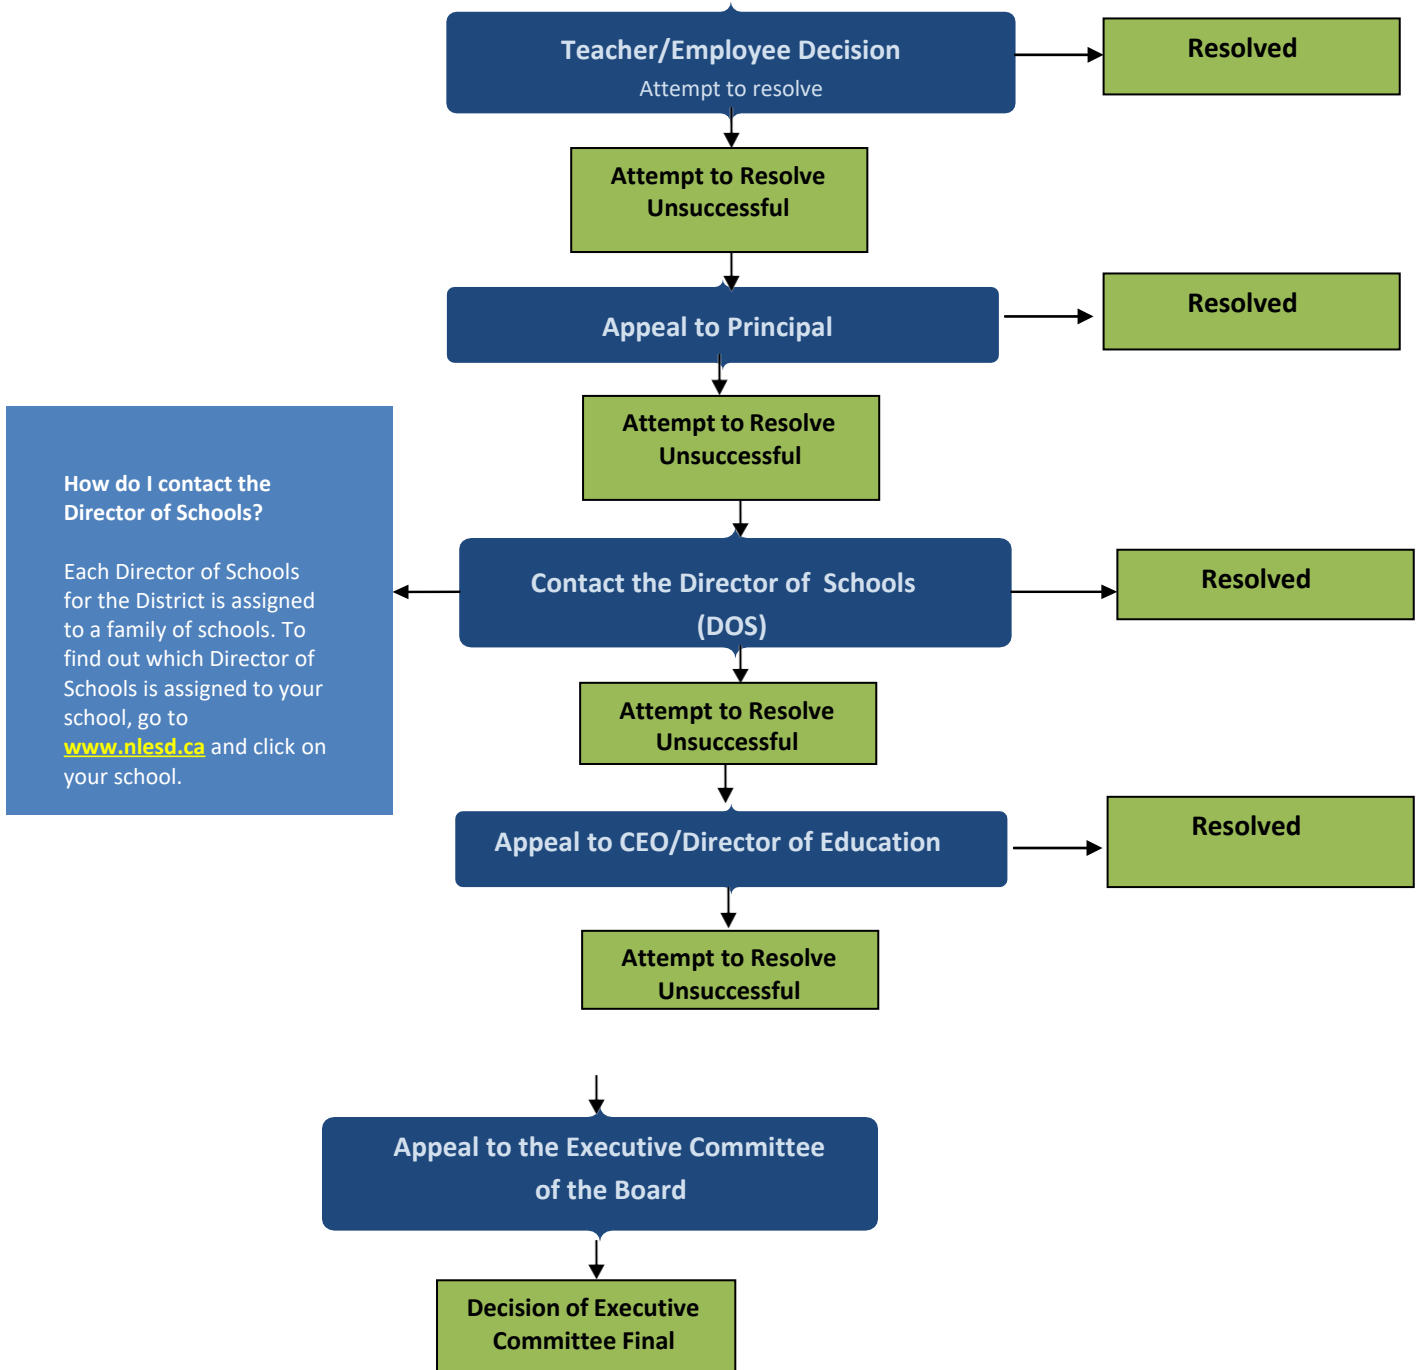 Teacher/Employee Decision
Attempt to resolve
Resolved
Attempt to Resolve
Unsuccessful
Appeal to Principal
Resolved
Attempt to Resolve
Unsuccessful
How do I contact the
Director of Schools?
Each Director of Schools
for the District is assigned
to a family of schools. To
find out which Director of
Schools is assigned to your
school, go to
www.nlesd.ca and click on
your school.
Contact the Director of Schools
(DOS)
Resolved
Attempt to Resolve
Unsuccessful
Appeal to CEO/Director of Education
Resolved
Attempt to Resolve
Unsuccessful
Appeal to the Executive Committee
of the Board
Decision of Executive
Committee Final